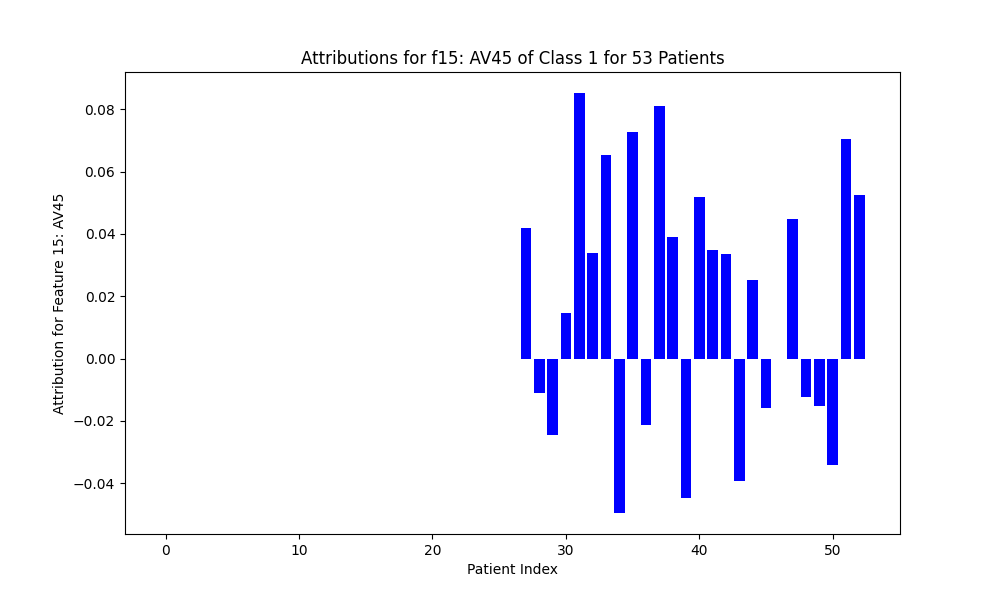 Attributions for f15: AV45 of Class 1 for 53 Patients
Attribution for Feature 15: AV45
0.08
0.06
0.04
0.02
0.00
−0.02
−0.04
0 10 20 30 40 50
Patient Index